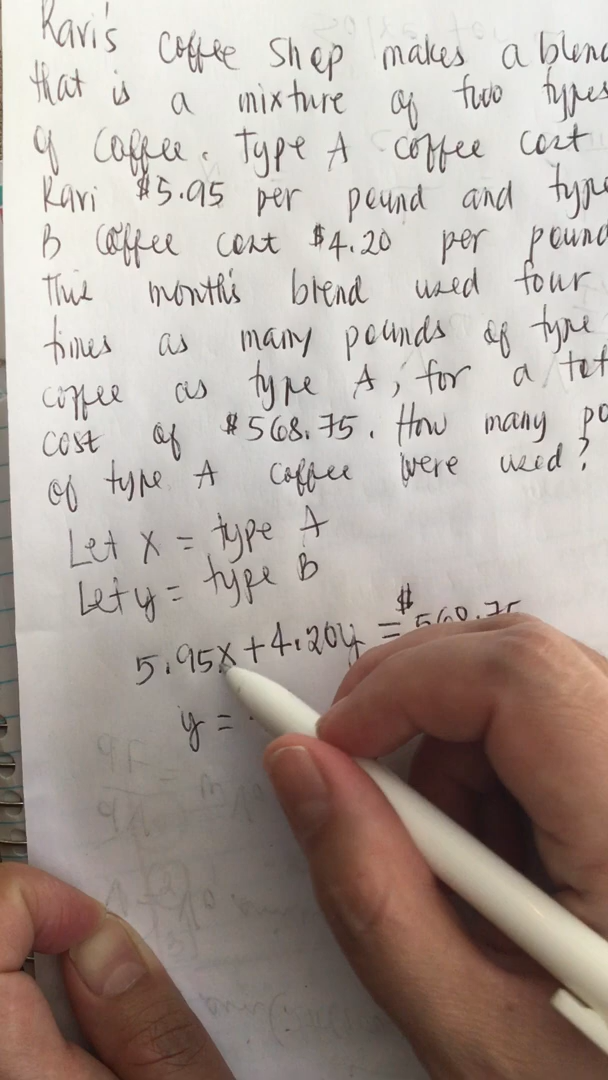 Kari's coffee shop makes a blend
that is a mixture of two types
of coffee. Type A coffee cost
Kari $5.95 per pound and type
B coffee cost $4.20 per pound
This month's blend used four
times as many pounds of type
coffee as type A, for a tot
cost of $568.75. How many po
of type A coffee were used?
Let x = type A
Let y = type B
5.95x + 4.20y = $568.75
y =